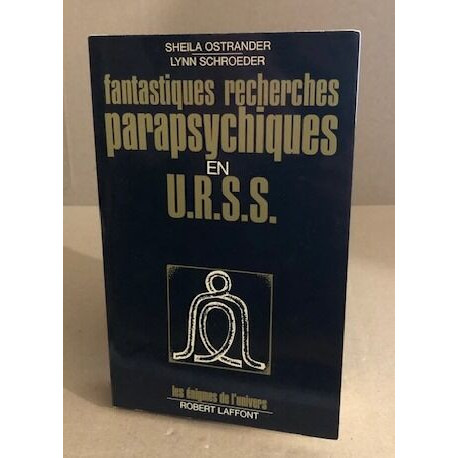 SHEILA OSTRANDER
LYNN SCHROEDER
fantastiques recherches
parapsychiques
EN
U.R.S.S.
les énigmes de l'univers
ROBERT LAFFONT